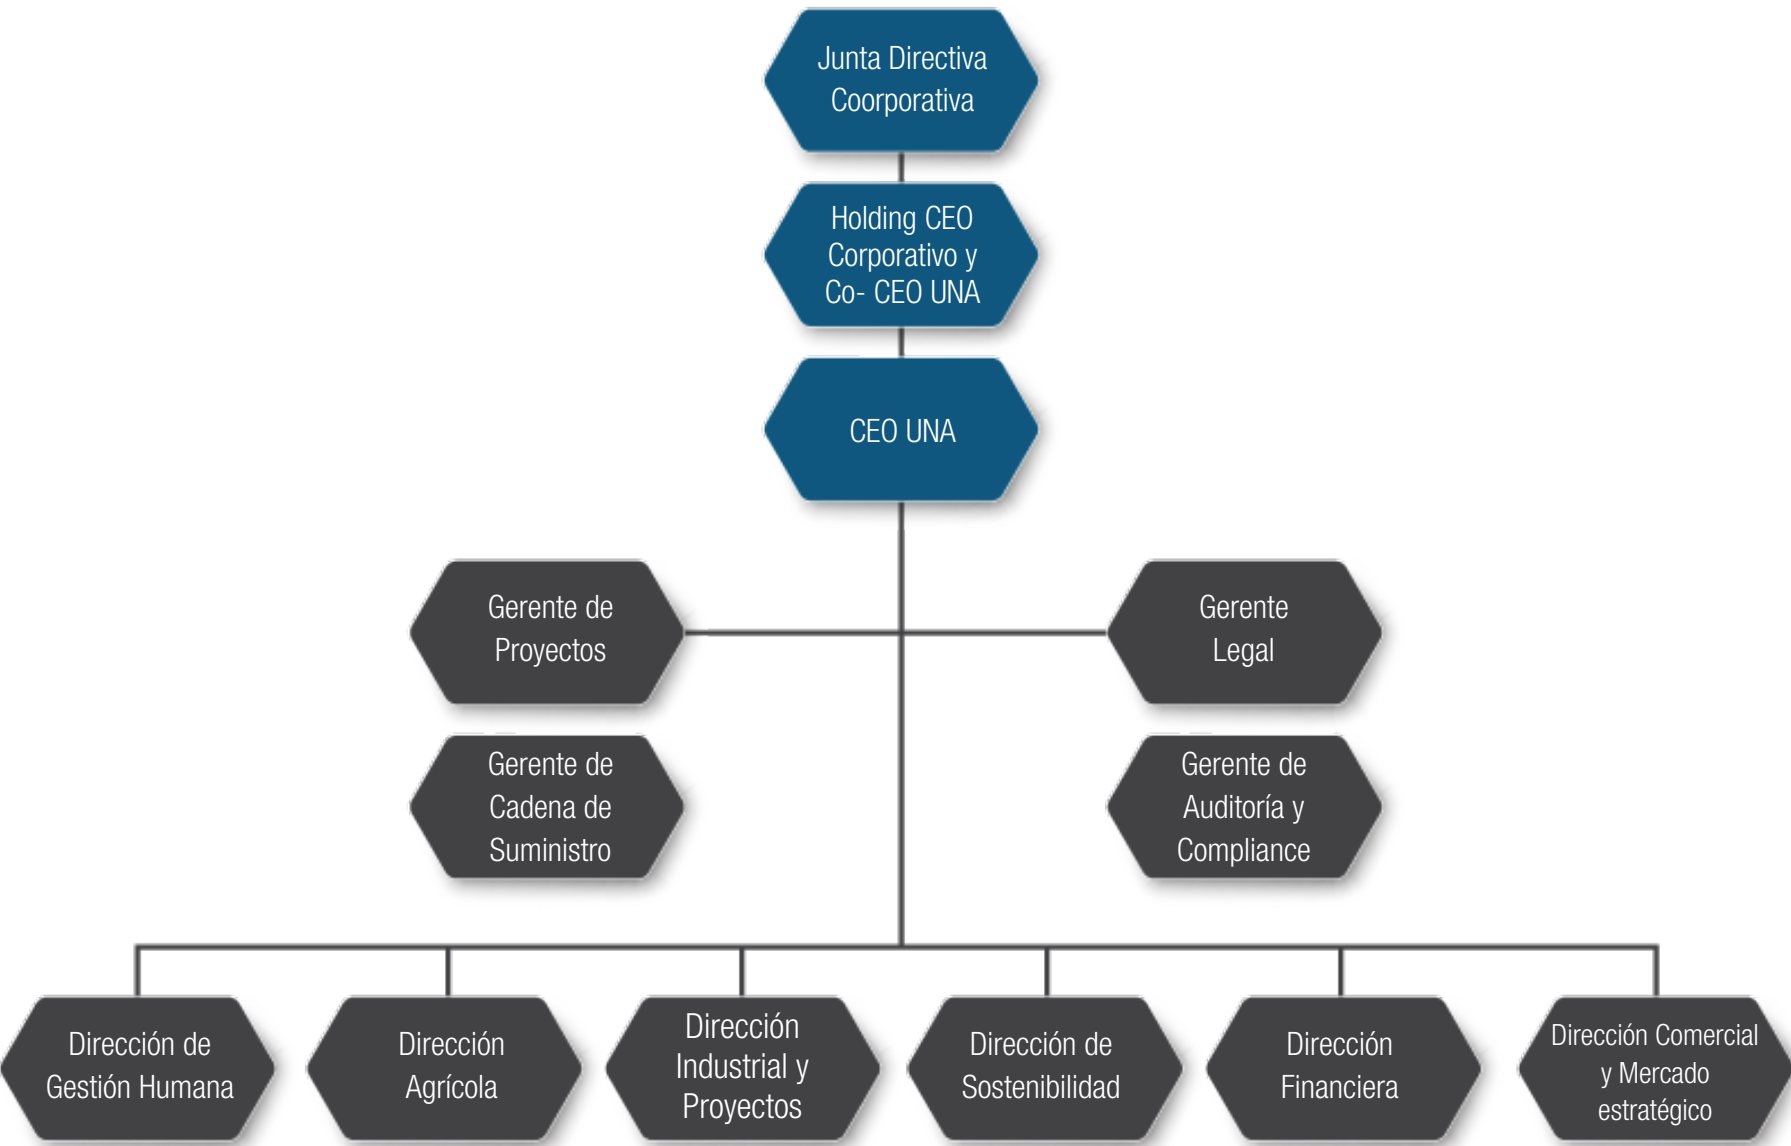 Junta Directiva
Coorporativa
Holding CEO
Corporativo y
Co- CEO UNA
CEO UNA
Gerente de
Proyectos
Gerente
Legal
Gerente de
Cadena de
Suministro
Gerente de
Auditoría y
Compliance
Dirección de
Gestión Humana
Dirección
Agrícola
Dirección
Industrial y
Proyectos
Dirección de
Sostenibilidad
Dirección
Financiera
Dirección Comercial
y Mercado
estratégico